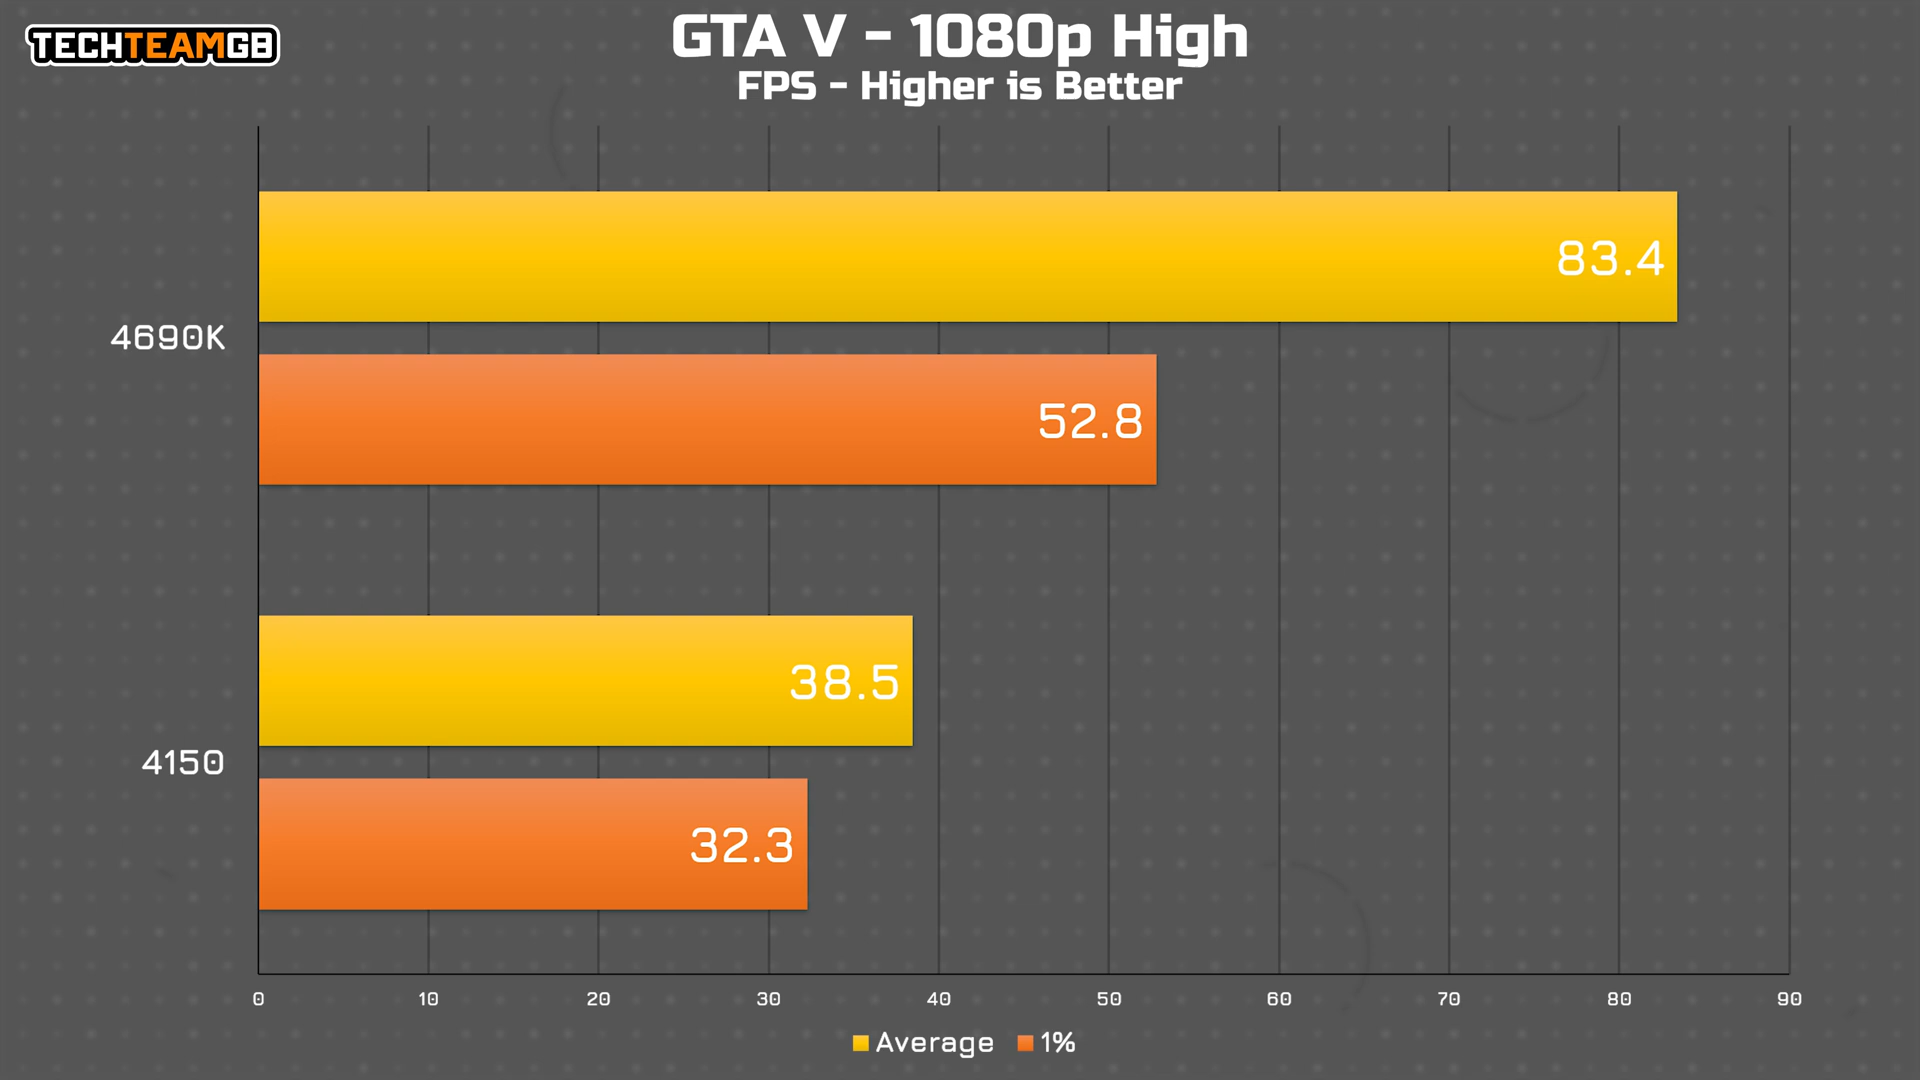 TECHTEAMGB
GTA V - 1080p High
FPS - Higher is Better
4690K
83.4
52.8
4150
38.5
32.3
0 10 20 30 40 50 60 70 80 90
Average 1%